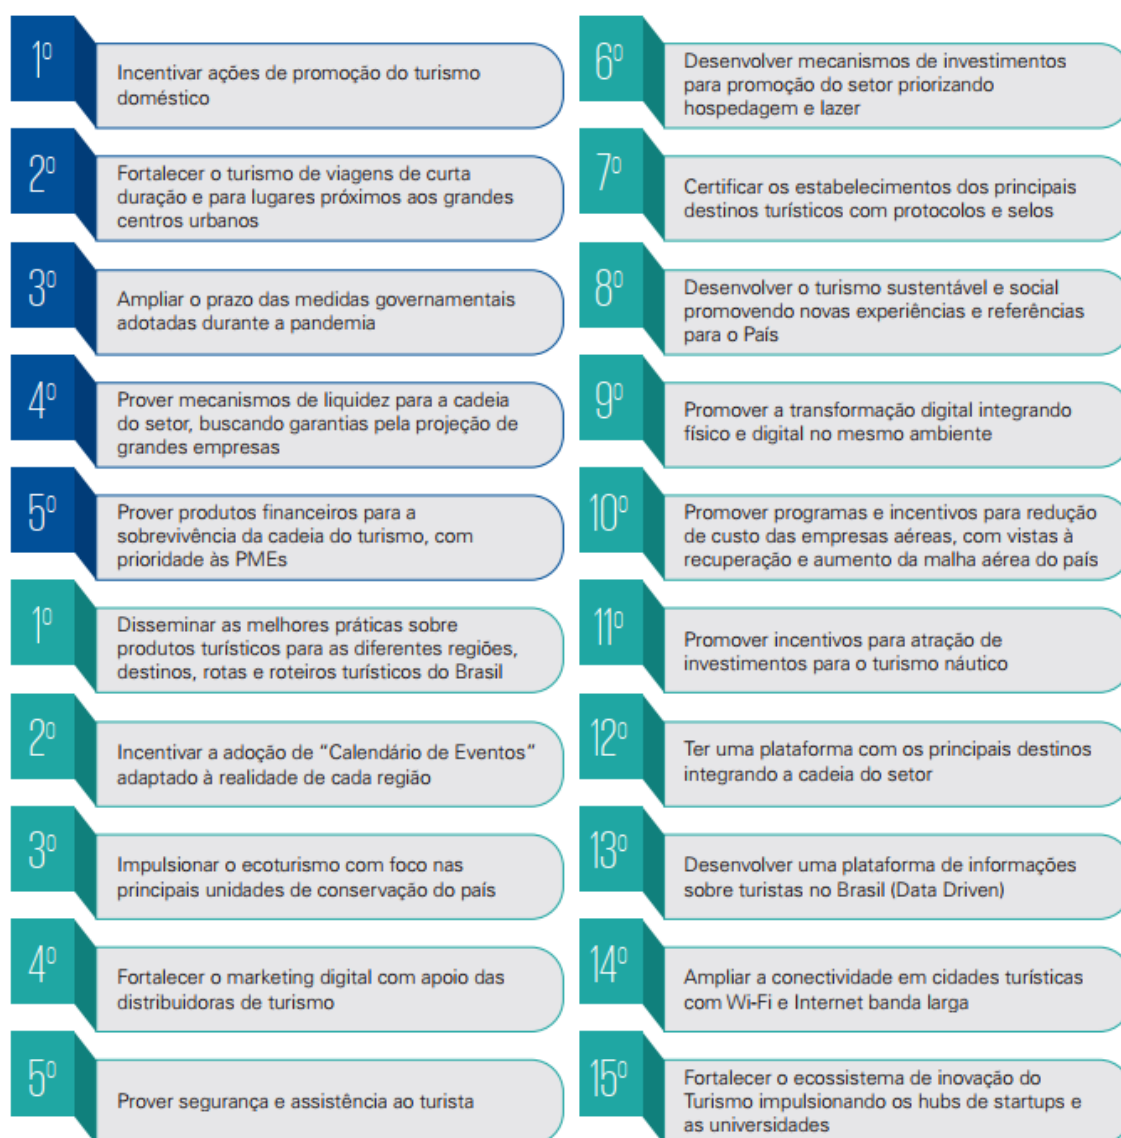 1º
Incentivar ações de promoção do turismo
doméstico
2º
Fortalecer o turismo de viagens de curta
duração e para lugares próximos aos grandes
centros urbanos
3º
Ampliar o prazo das medidas governamentais
adotadas durante a pandemia
4º
Prover mecanismos de liquidez para a cadeia
do setor, buscando garantias pela projeção de
grandes empresas
5º
Prover produtos financeiros para a
sobrevivência da cadeia do turismo, com
prioridade às PMEs
1º
Disseminar as melhores práticas sobre
produtos turísticos para as diferentes regiões,
destinos, rotas e roteiros turísticos do Brasil
2º
Incentivar a adoção de “Calendário de Eventos”
adaptado à realidade de cada região
3º
Impulsionar o ecoturismo com foco nas
principais unidades de conservação do país
4º
Fortalecer o marketing digital com apoio das
distribuidoras de turismo
5º
Prover segurança e assistência ao turista
6º
Desenvolver mecanismos de investimentos
para promoção do setor priorizando
hospedagem e lazer
7º
Certificar os estabelecimentos dos principais
destinos turísticos com protocolos e selos
8º
Desenvolver o turismo sustentável e social
promovendo novas experiências e referências
para o País
9º
Promover a transformação digital integrando
físico e digital no mesmo ambiente
10º
Promover programas e incentivos para redução
de custo das empresas aéreas, com vistas à
recuperação e aumento da malha aérea do país
11º
Promover incentivos para atração de
investimentos para o turismo náutico
12º
Ter uma plataforma com os principais destinos
integrando a cadeia do setor
13º
Desenvolver uma plataforma de informações
sobre turistas no Brasil (Data Driven)
14º
Ampliar a conectividade em cidades turísticas
com Wi-Fi e Internet banda larga
15º
Fortalecer o ecossistema de inovação do
Turismo impulsionando os hubs de startups e
as universidades